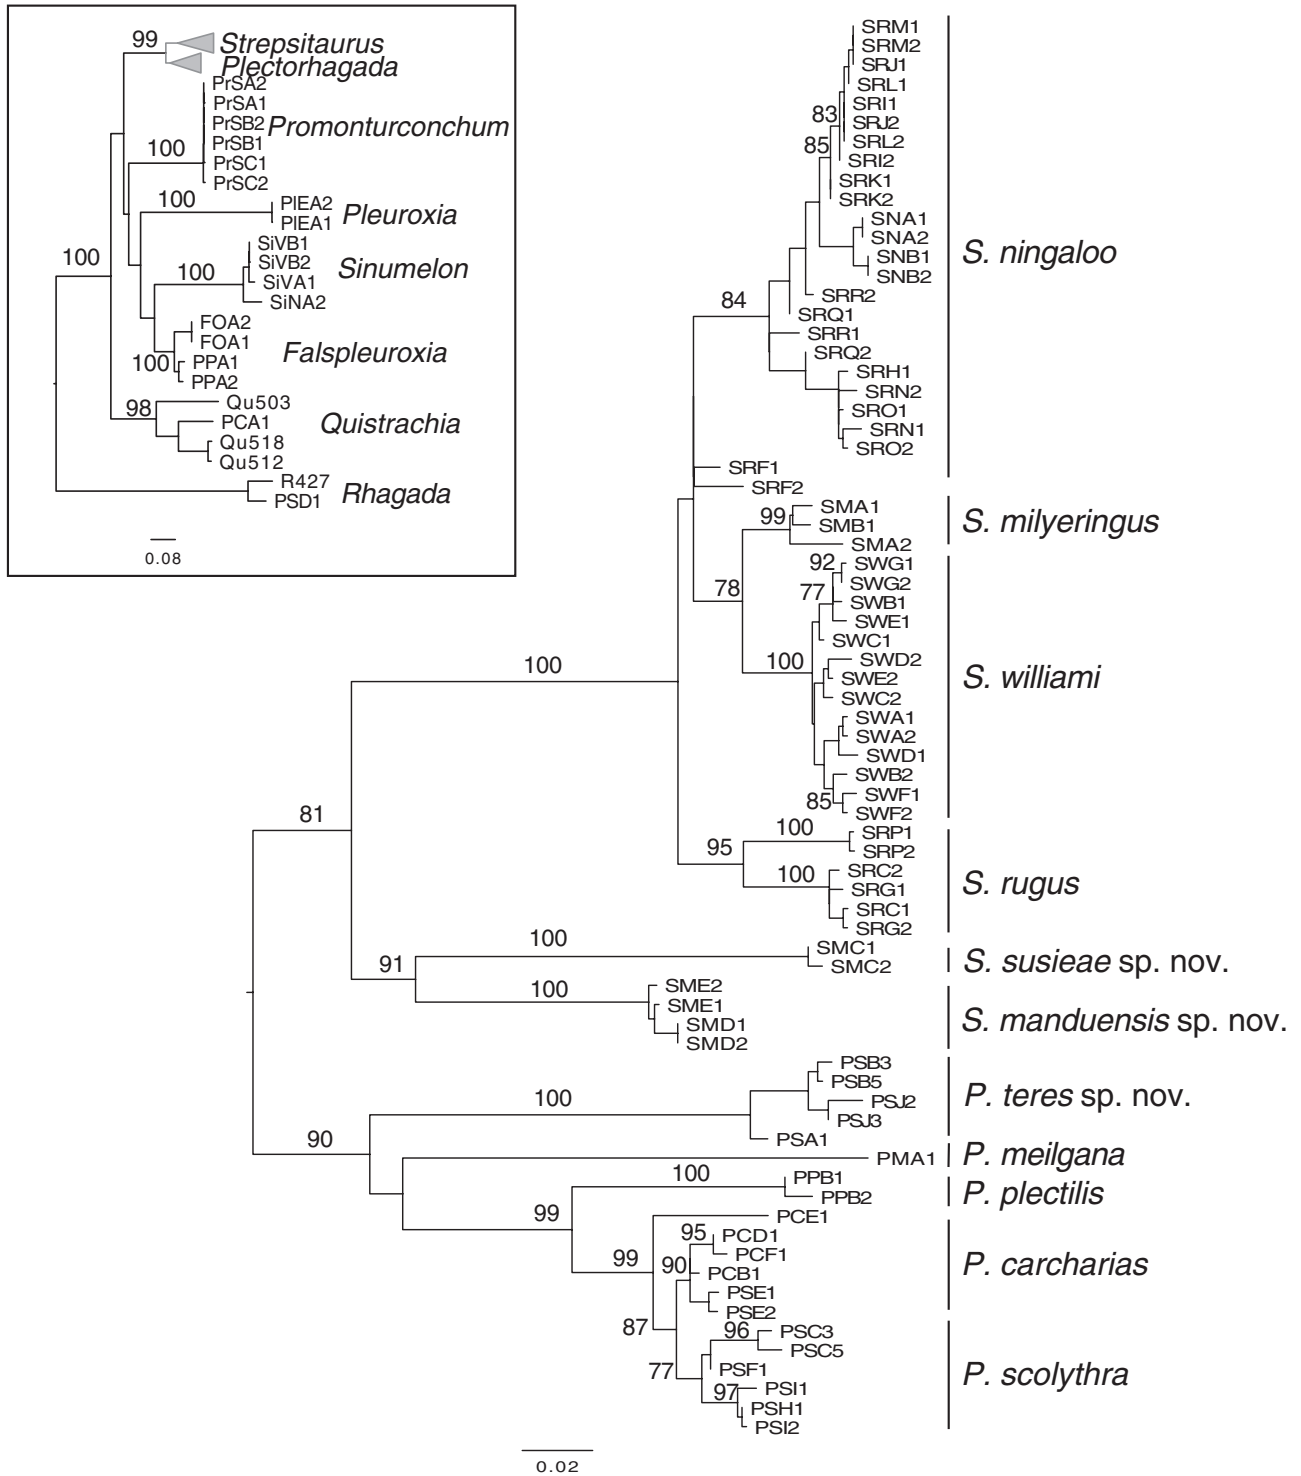 99
Strepsitaurus
Plectorhagada
PrSA2
PrSA1
PrSB2
Promonturconchum
PrSB1
100
PrSC1
PrSC2
100
PlEA2
PlEA1
Pleuroxia
100
SiVB1
SiVB2
Sinumelon
100
SiVA1
SiNA2
FOA2
FOA1
Falspleuroxia
100
PPA1
PPA2
98
Qu503
PCA1
Quistrachia
Qu518
Qu512
R427
Rhagada
PSD1
0.08
SRM1
SRM2
SRJ1
SRL1
SRI1
83
SRJ2
SRL2
85
SRI2
SRK1
SRK2
SNA1
SNA2
SNB1
SNB2
S. ningaloo
SRR2
84
SRQ1
SRR1
SRQ2
SRH1
SRN2
SRO1
SRN1
SRO2
SRF1
SRF2
SMA1
99
SMB1
S. milyeringus
SMA2
92
SWG1
SWG2
78
77
SWB1
SWE1
SWC1
100
SWD2
SWE2
S. williami
SWC2
SWA1
SWA2
SWD1
SWB2
85
SWF1
SWF2
100
81
100
SRP1
95
SRP2
100
SRC2
SRG1
S. rugus
SRC1
SRG2
100
SMC1
91
SMC2
S. susieae sp. nov.
100
SME2
SME1
SMD1
SMD2
S. manduensis sp. nov.
PSB3
PSB5
100
PSJ2
P. teres sp. nov.
PSJ3
90
PSA1
PMA1
P. meilgana
100
PPB1
PPB2
P. plectilis
99
PCE1
95
PCD1
99
PCF1
90
PCB1
P. carcharias
PSE1
PSE2
87
96
PSC3
PSC5
77
PSF1
P. scolythra
97
PSI1
PSH1
PSI2
0.02